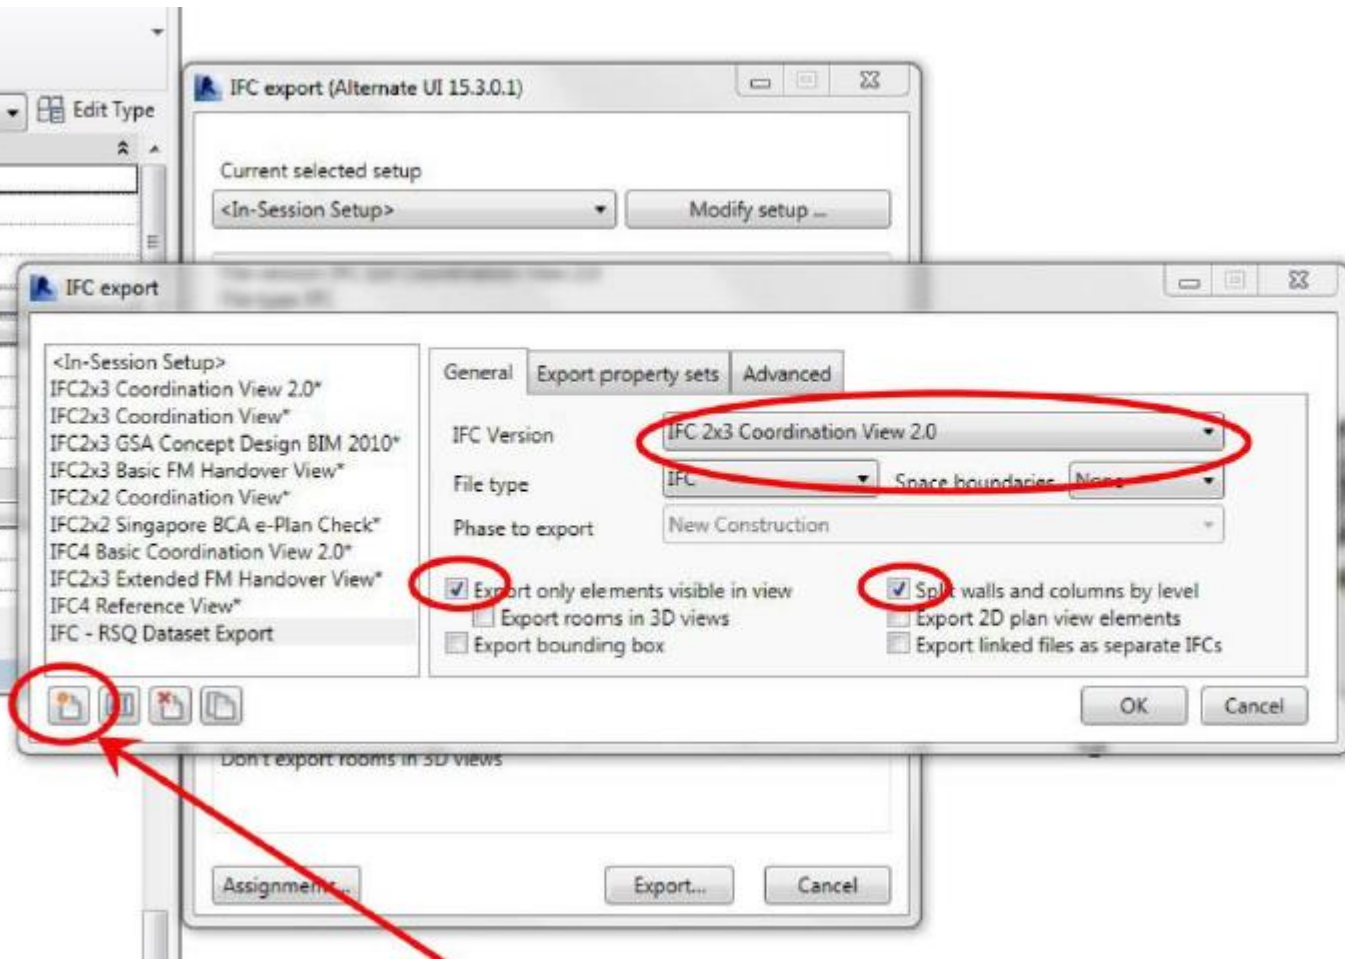 Edit Type
IFC export (Alternate UI 15.3.0.1)
Current selected setup
<In-Session Setup>
Modify setup ...
IFC export
<In-Session Setup>
IFC2x3 Coordination View 2.0*
IFC2x3 Coordination View*
IFC2x3 GSA Concept Design BIM 2010*
IFC2x3 Basic FM Handover View*
IFC2x2 Coordination View*
IFC2x2 Singapore BCA e-Plan Check*
IFC4 Basic Coordination View 2.0*
IFC2x3 Extended FM Handover View*
IFC4 Reference View*
IFC - RSQ Dataset Export
General
Export property sets
Advanced
IFC Version
IFC 2x3 Coordination View 2.0
File type
IFC
Space boundaries
None
Phase to export
New Construction
Export only elements visible in view
Export rooms in 3D views
Export bounding box
Split walls and columns by level
Export 2D plan view elements
Export linked files as separate IFCs
OK
Cancel
Don't export rooms in 3D views
Assignments...
Export...
Cancel